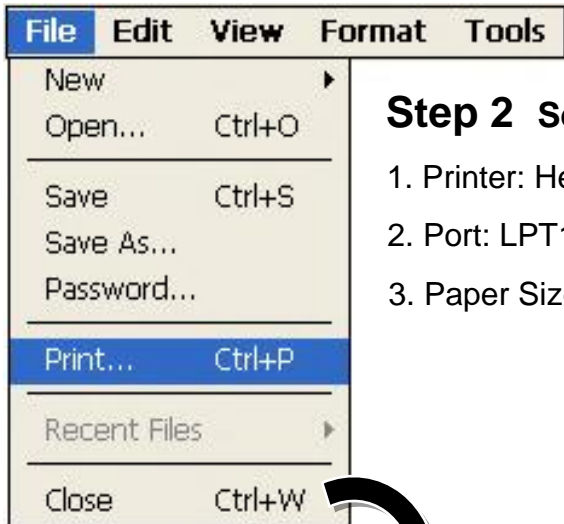 File Edit View Format Tools
New
Open... Ctrl+O
Save Ctrl+S
Save As...
Password...
Print... Ctrl+P
Recent Files
Close Ctrl+W
Step 2
1. Printer:
2. Port: LPT1
3. Paper